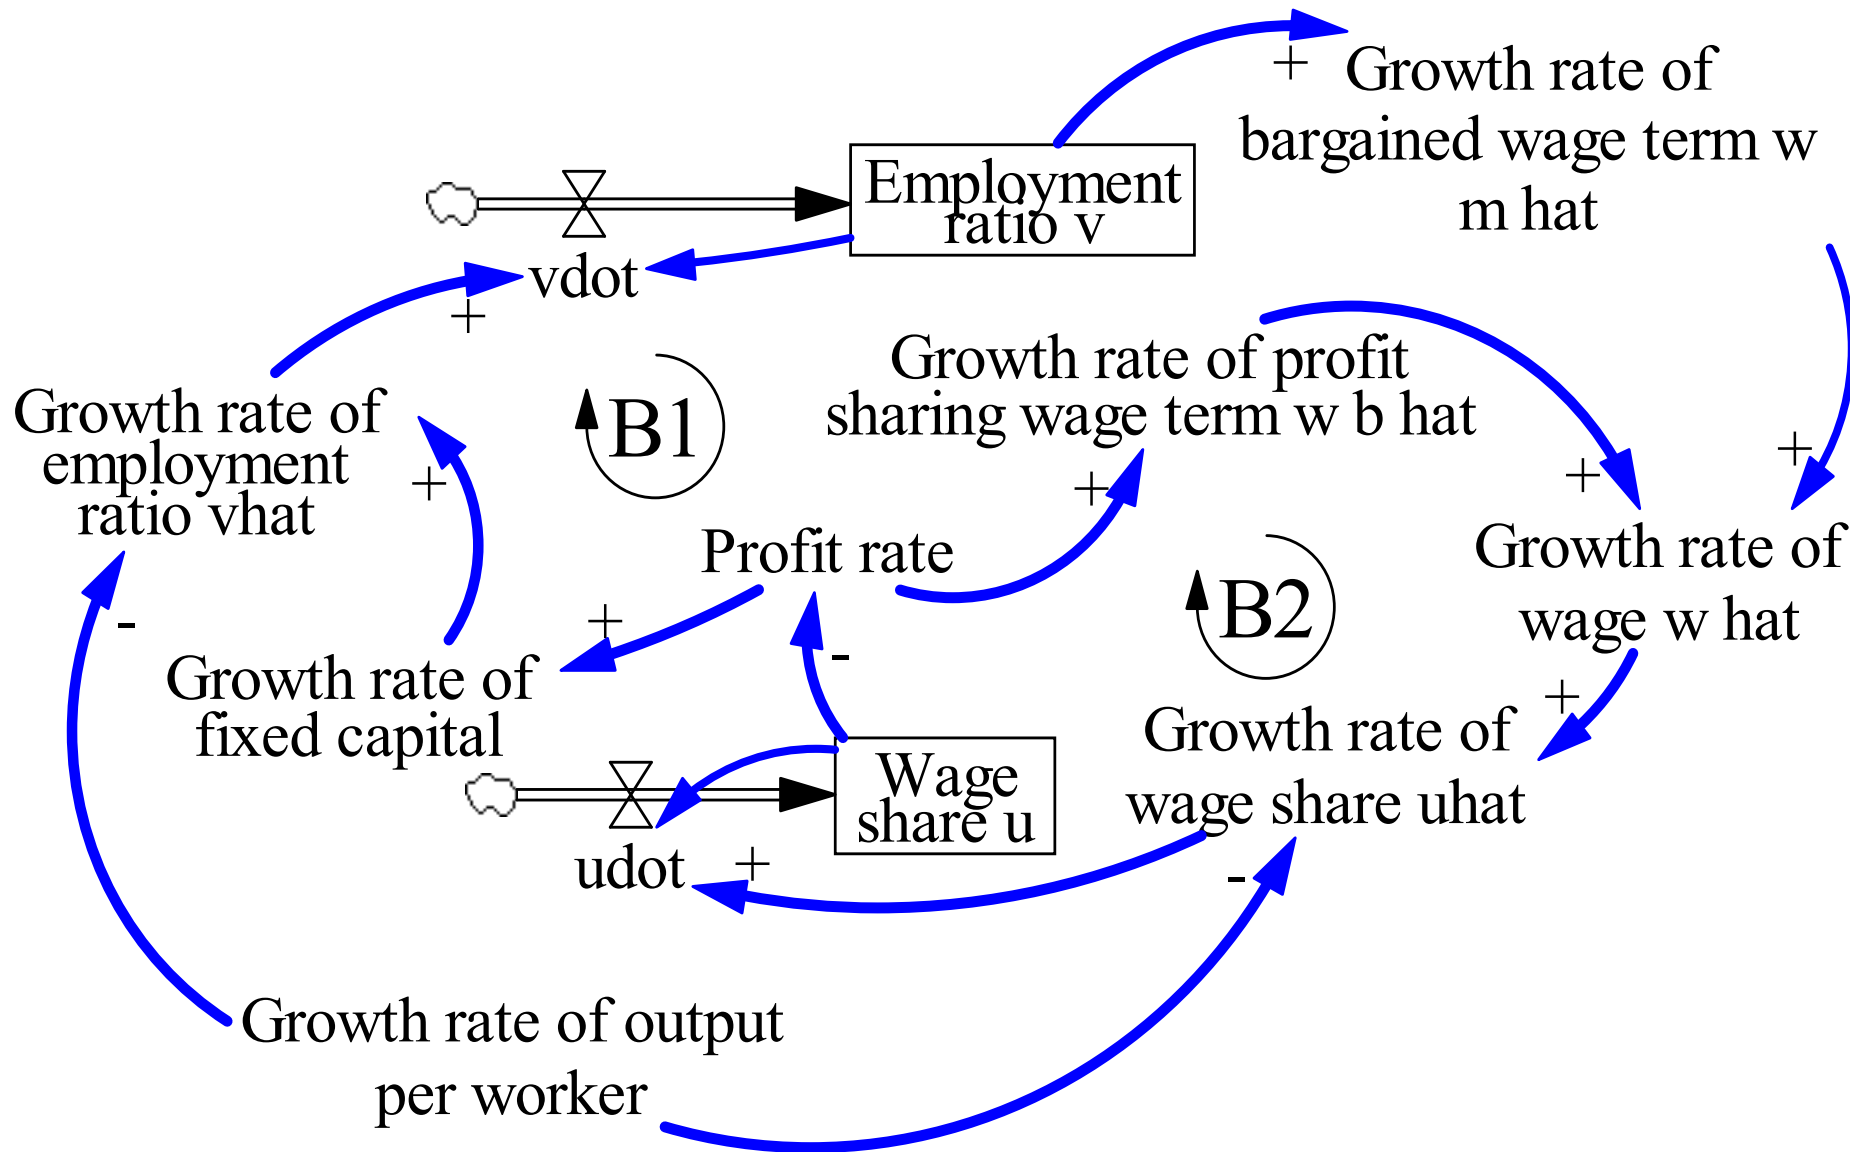 +
Growth rate of
bargained wage term w
m hat
Employment
ratio v
vdot
+
Growth rate of profit
sharing wage term w b hat
+
+
+
Growth rate of
employment
ratio vhat
+
B1
Profit rate
Growth rate of
wage w hat
B2
-
+
-
Growth rate of
fixed capital
+
Growth rate of
wage share uhat
Wage
share u
udot
+
-
Growth rate of output
per worker